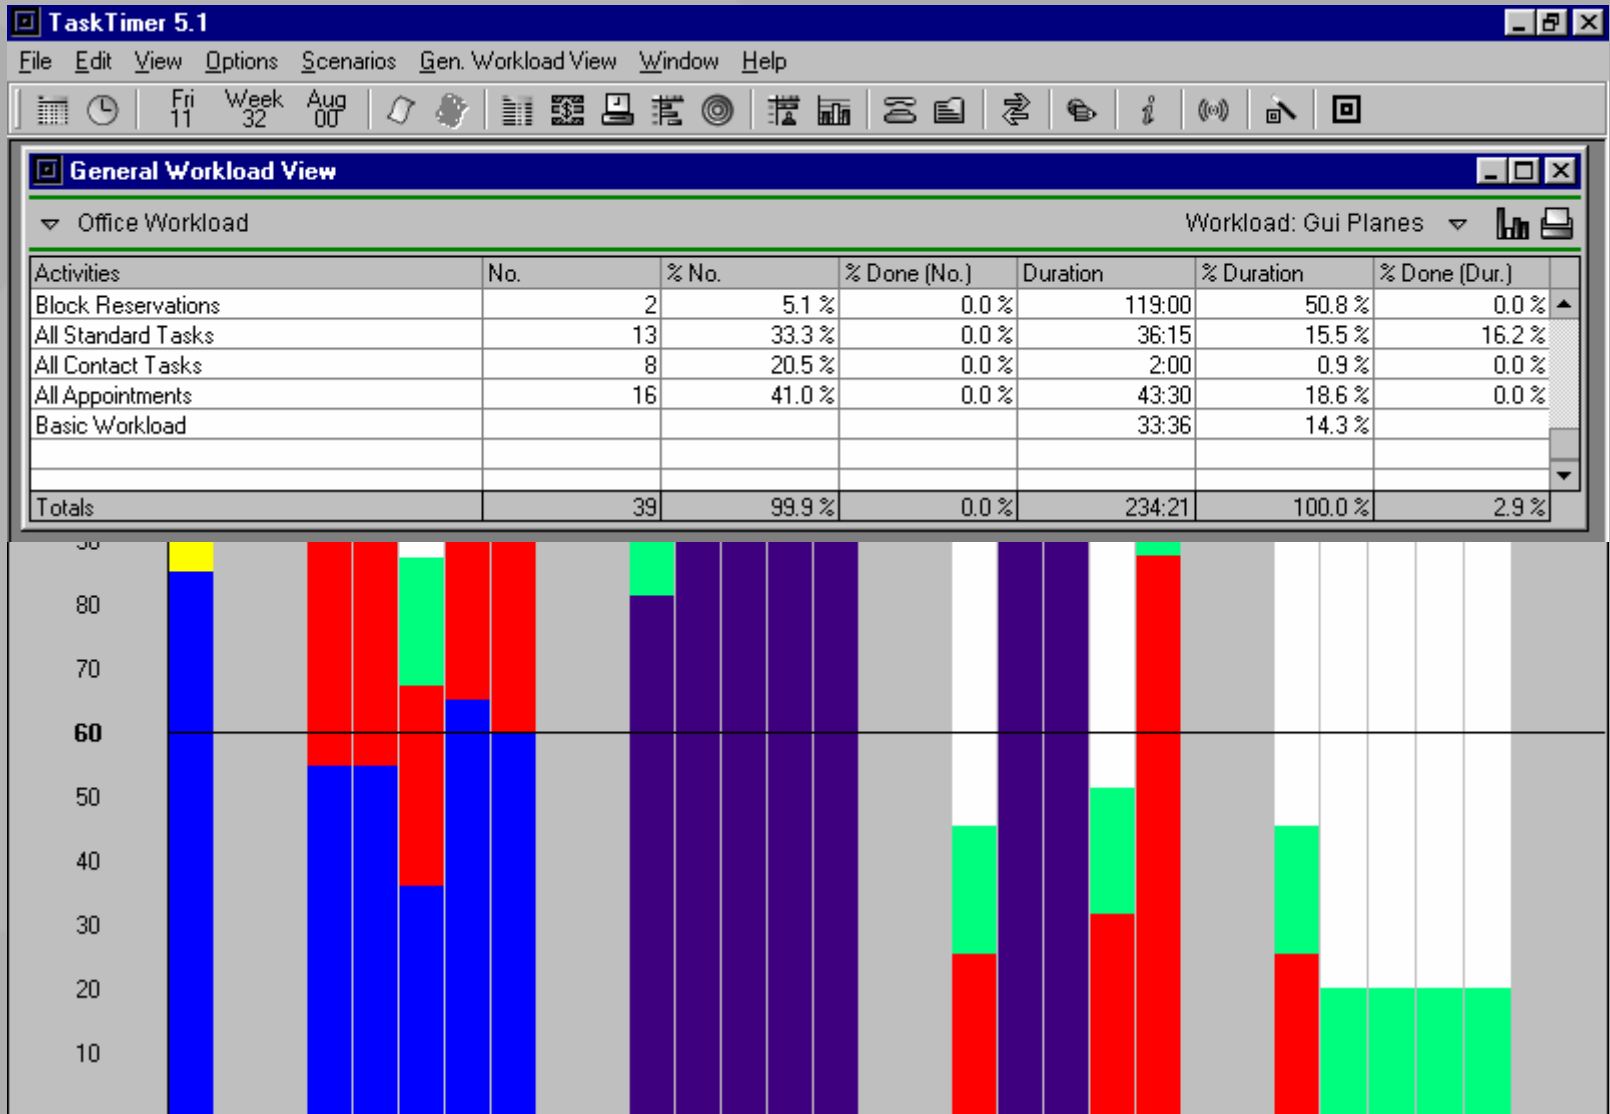 TaskTimer 5.1
File Edit View Options Scenarios Gen. Workload View Window Help
Fri Week Aug
11 32 00
General Workload View
Office Workload Workload: Gui Planes
Activities No. % No. % Done (No.) Duration % Duration % Done (Dur.)
Block Reservations 2 5.1 % 0.0 % 119:00 50.8 % 0.0 %
All Standard Tasks 13 33.3 % 0.0 % 36:15 15.5 % 16.2 %
All Contact Tasks 8 20.5 % 0.0 % 2:00 0.9 % 0.0 %
All Appointments 16 41.0 % 0.0 % 43:30 18.6 % 0.0 %
Basic Workload 33:36 14.3 %
Totals 39 99.9 % 0.0 % 234:21 100.0 % 2.9 %
80
70
60
50
40
30
20
10